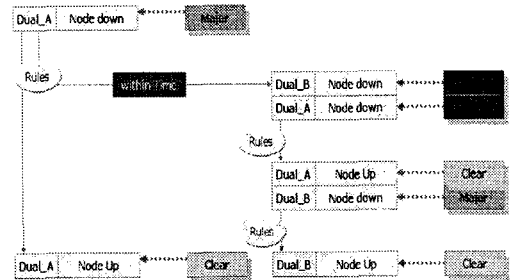 Dual_A Node down Major
Rules
within Time
Dual_B Node down
Dual_A Node down
Rules
Dual_A Node Up Clear
Dual_B Node down Major
Rules
Dual_A Node Up Clear
Dual_B Node Up Clear